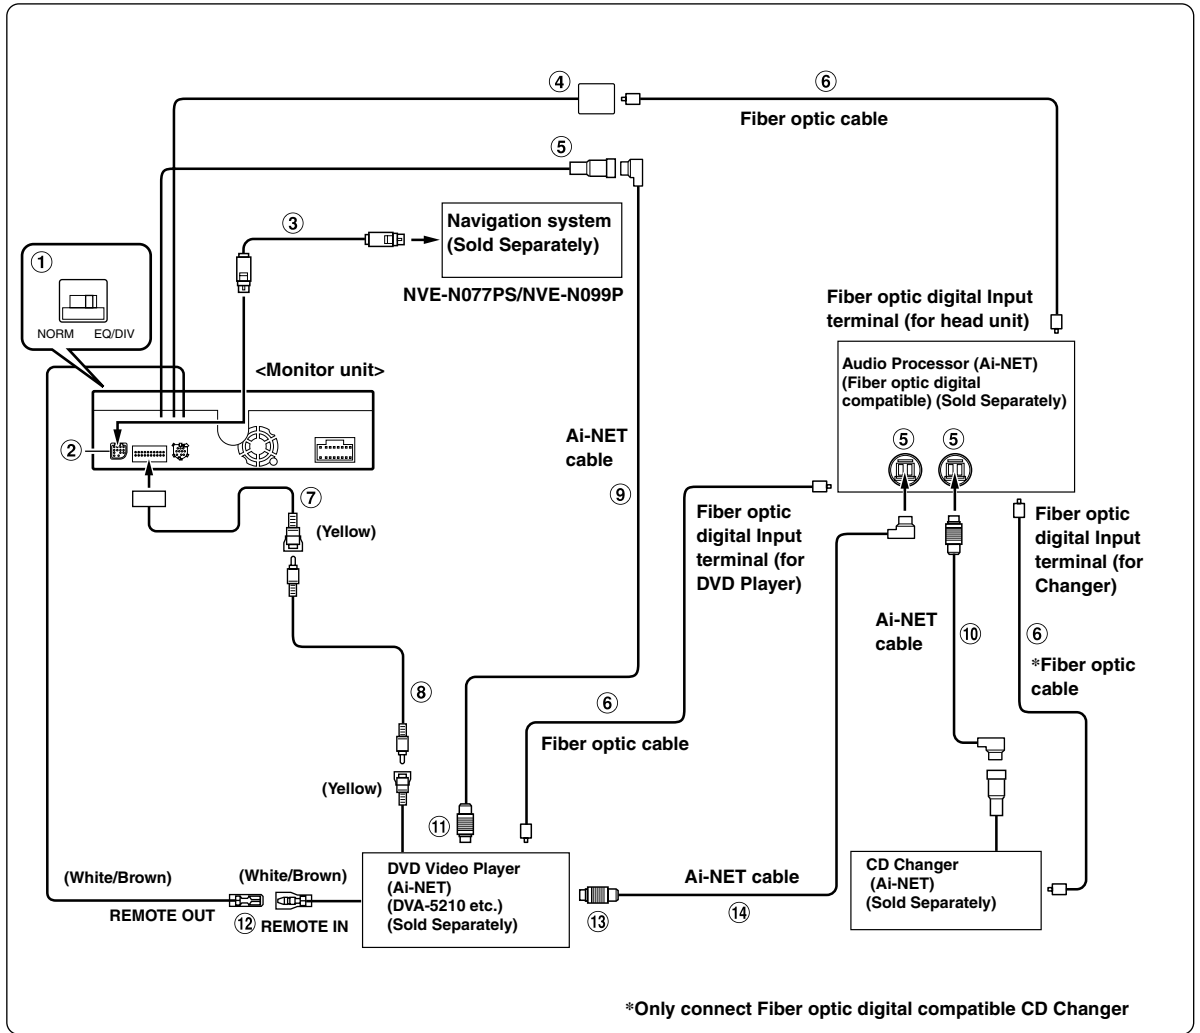 ④
⑥
Fiber optic cable
⑤
③
Navigation system
(Sold Separately)
NVE-N077PS/NVE-N099P
①
NORM EQ/DIV
<Monitor unit>
②
Fiber optic digital Input
terminal (for head unit)
Audio Processor (Ai-NET)
(Fiber optic digital
compatible) (Sold Separately)
⑤ ⑤
Ai-NET
cable
⑨
⑦
(Yellow)
Fiber optic
digital Input
terminal (for
DVD Player)
Fiber optic
digital Input
terminal (for
Changer)
Ai-NET
cable
⑩
⑥
*Fiber optic
cable
⑧
⑥
Fiber optic cable
(Yellow)
⑪
(White/Brown)
REMOTE OUT
(White/Brown)
⑫ REMOTE IN
DVD Video Player
(Ai-NET)
(DVA-5210 etc.)
(Sold Separately)
⑬
Ai-NET cable
⑭
CD Changer
(Ai-NET)
(Sold Separately)
*Only connect Fiber optic digital compatible CD Changer